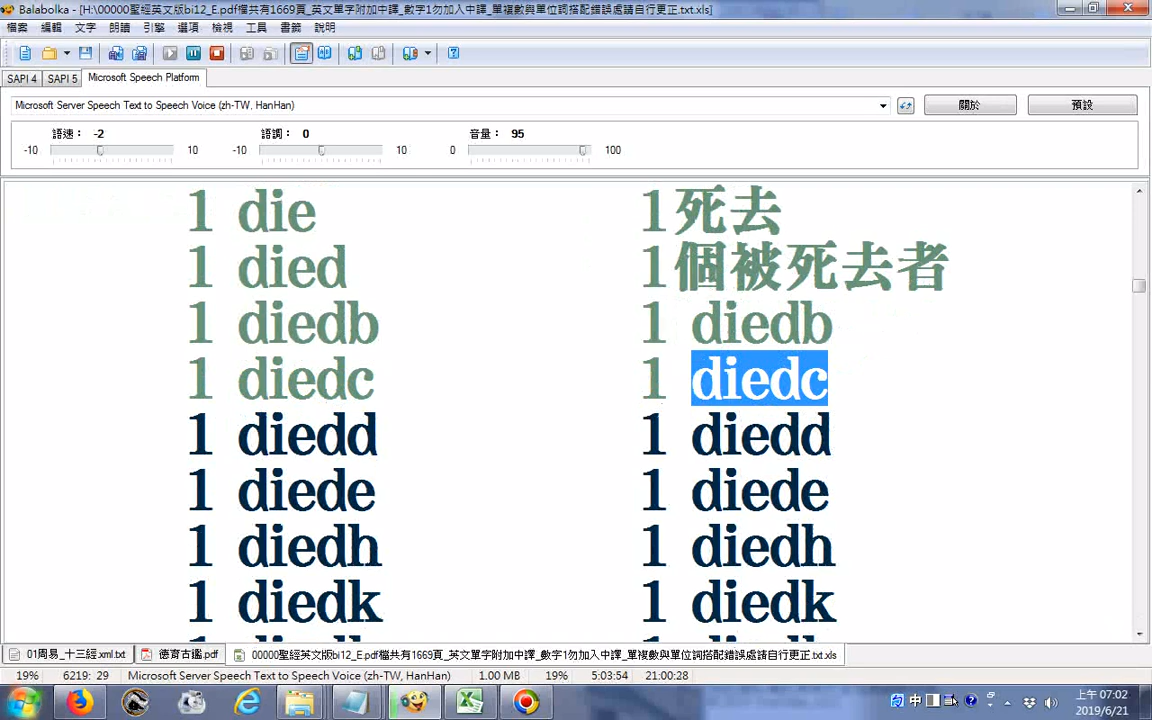 Balabolka - [H:\00000聖經英文版bi12_E.pdf檔共有1669頁_英文單字附加中譯_數字1勿加入中譯_單複數與單位詞搭配錯誤處請自行更正.txt.xls]
檔案 編輯 文字 朗讀 引擎 選項 檢視 工具 書籤 說明
SAPI 4 SAPI 5 Microsoft Speech Platform
Microsoft Server Speech Text to Speech Voice (zh-TW, HanHan) 關於 預設
語速： -2 語調： 0 音量： 95
-10 10 -10 10 0 100
1 die 1死去
1 died 1個被死去者
1 diedb 1 diedb
1 diedc 1 diedc
1 diedd 1 diedd
1 diede 1 diede
1 diedh 1 diedh
1 diedk 1 diedk
01周易_十三經.xml.txt 德育古鑑.pdf 00000聖經英文版bi12_E.pdf檔共有1669頁_英文單字附加中譯_數字1勿加入中譯_單複數與單位詞搭配錯誤處請自行更正.txt.xls
19% 6219: 29 Microsoft Server Speech Text to Speech Voice (zh-TW, HanHan) 1.00 MB 19% 5:03:54 21:00:28
中 上午 07:02
2019/6/21